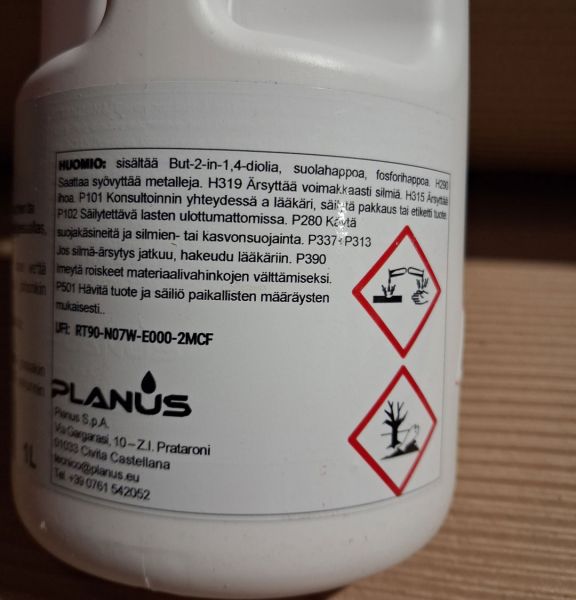 HUOMIO: sisältää But-2-in-1,4-diolia, suolahappoa, fosforihappoa. H290
Saattaa syövyttää metalleja. H319 Ärsyttää voimakkaasti silmiä. H315 Ärsyttää
ihoa. P101 Konsultoinnin yhteydessä a lääkäri, säilytä pakkaus tai etiketti tuote.
P102 Säilytettävä lasten ulottumattomissa. P280 Käytä
suojakäsineitä ja silmien- tai kasvonsuojainta. P337+P313
Jos silmä-ärsytys jatkuu, hakeudu lääkäriin. P390
Imeytä roiskeet materiaalivahinkojen välttämiseksi.
P501 Hävitä tuote ja säiliö paikallisten määräysten
mukaisesti..
UFI: RT90-N07W-E000-2MCF
PLANUS
Planus S.p.A.
Via Gargarasi, 10 – Z.I. Prataroni
01033 Civita Castellana
tecnico@planus.eu
Tel. +39 0761 542052
1L